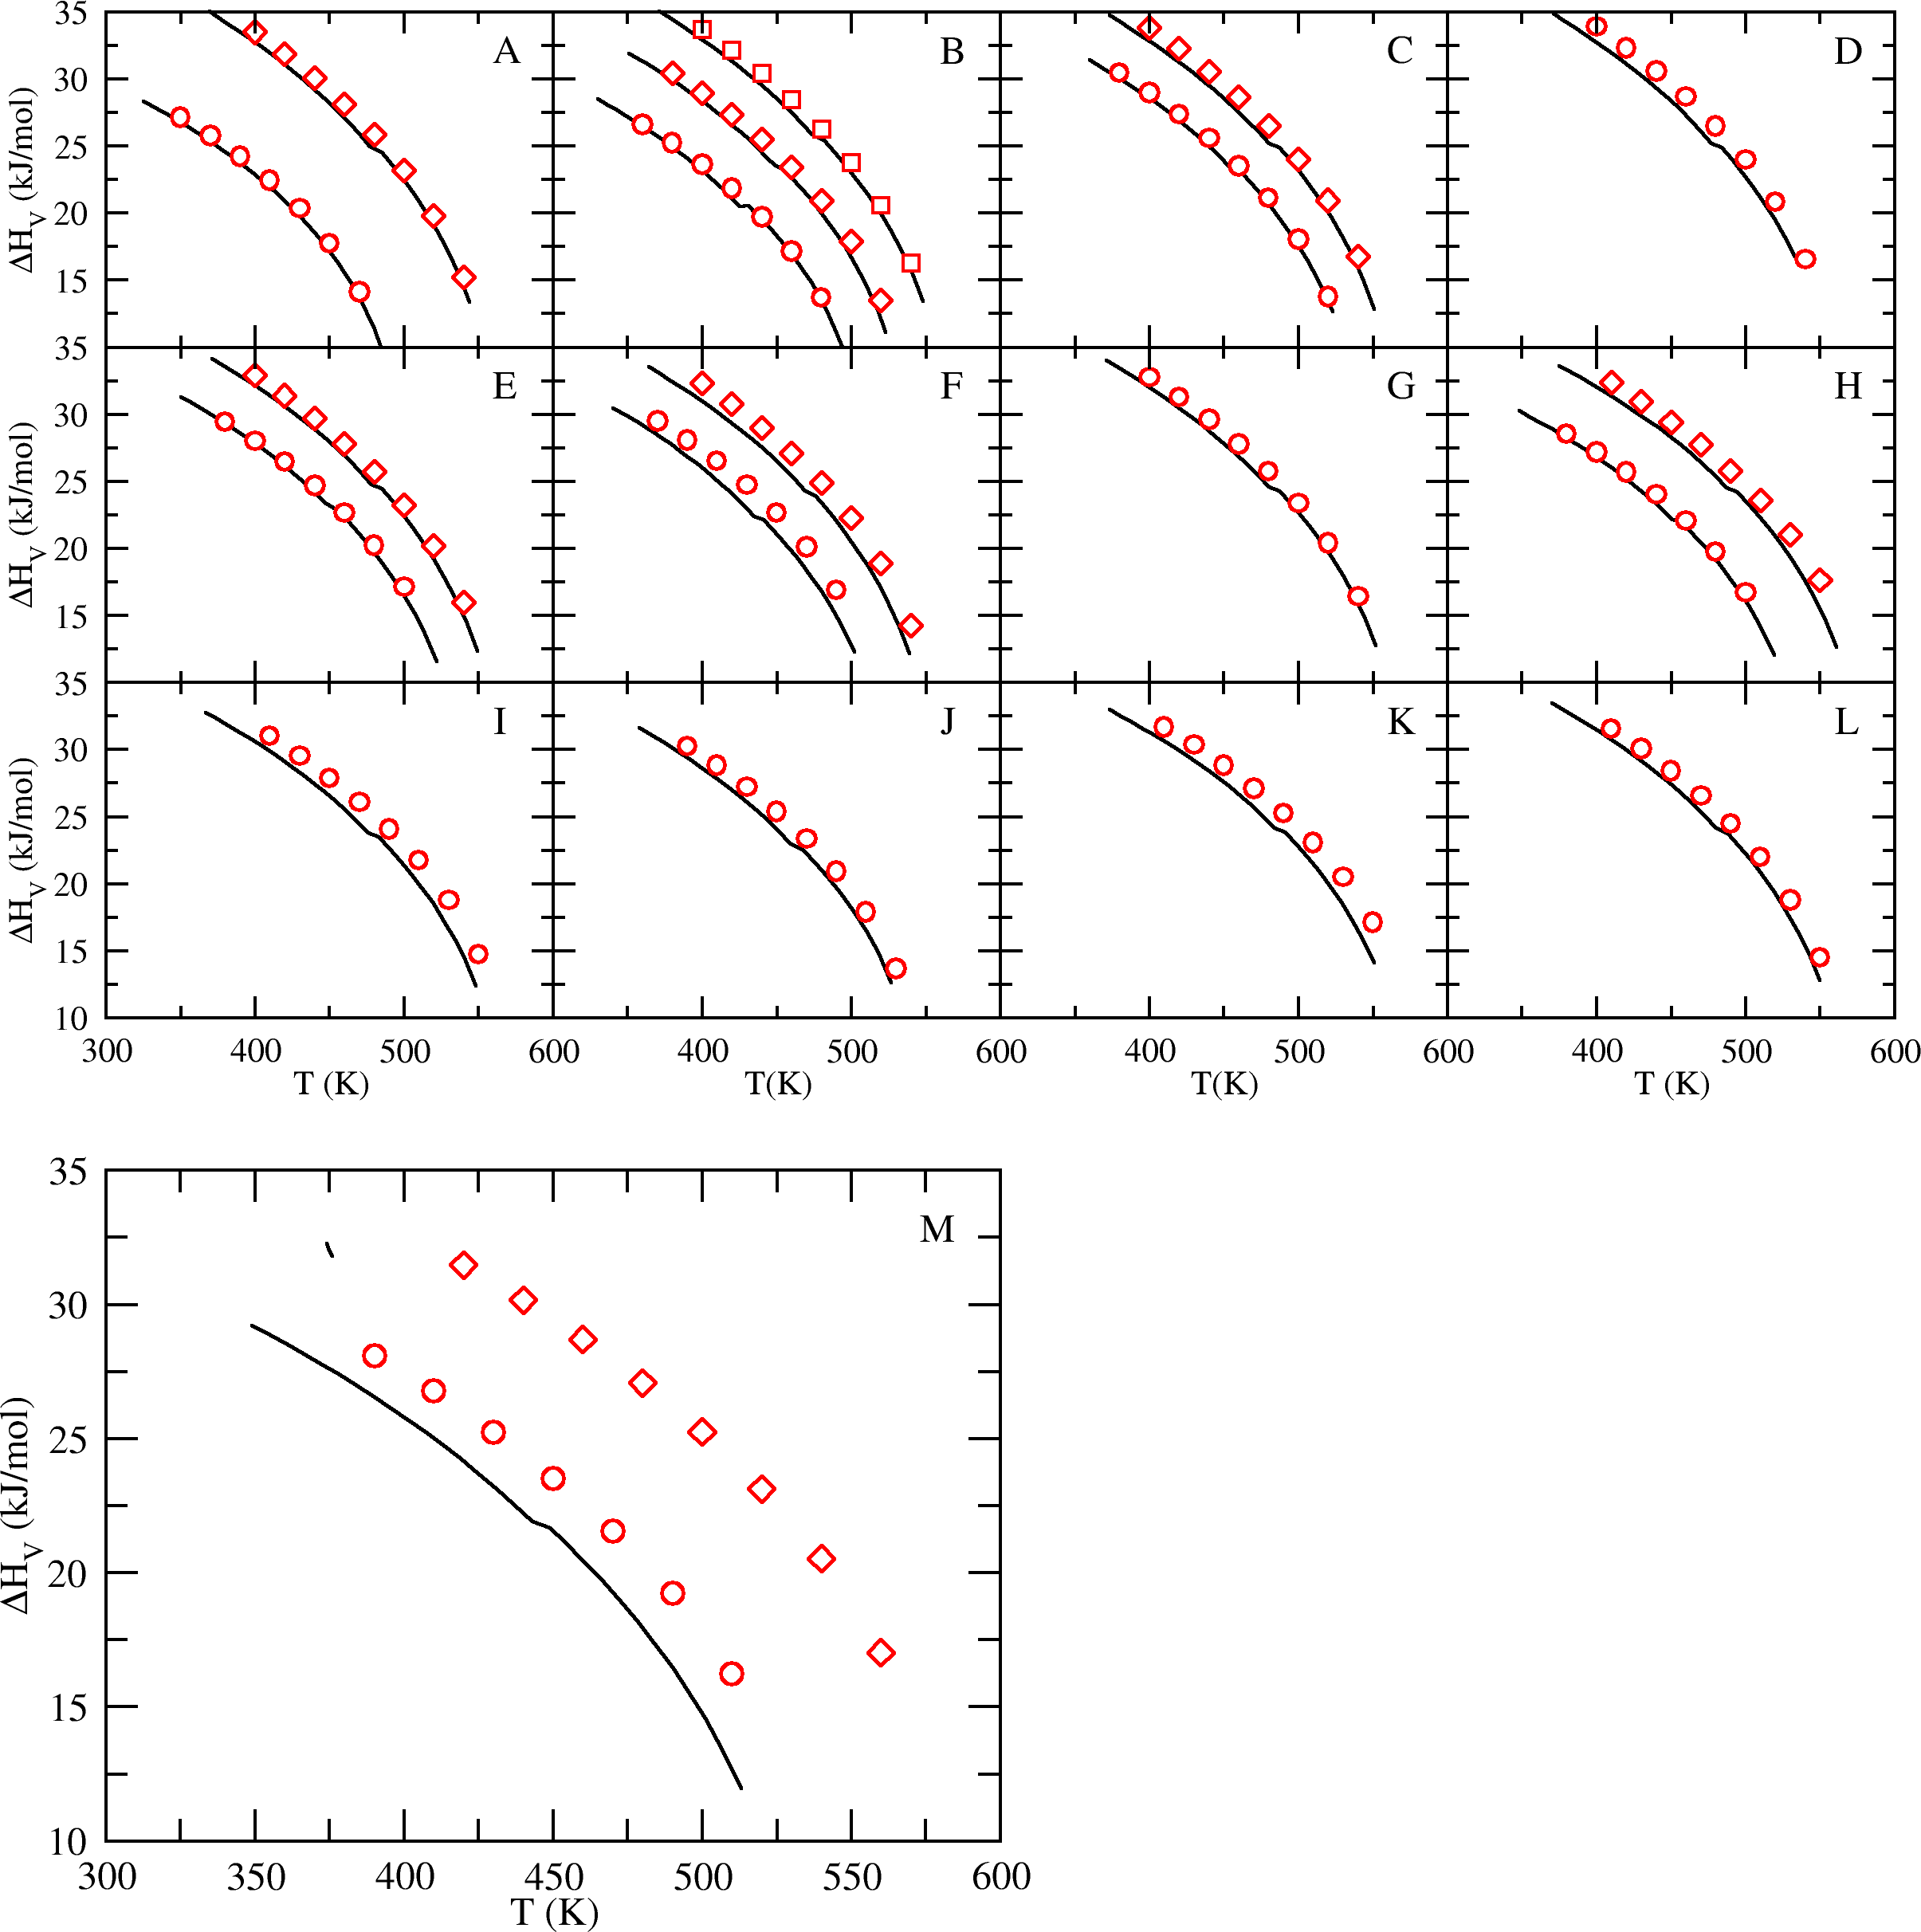 35 A B C D
30
25
20
15
ΔH_V (kJ/mol)
35 E F G H
30
25
20
15
ΔH_V (kJ/mol)
35 I J K L
30
25
20
15
10
ΔH_V (kJ/mol)
300 400 500 600 400 500 600 400 500 600 400 500 600
T (K) T(K) T(K) T (K)
35 M
30
25
20
15
10
ΔH_V (kJ/mol)
300 350 400 450 500 550 600
T (K)